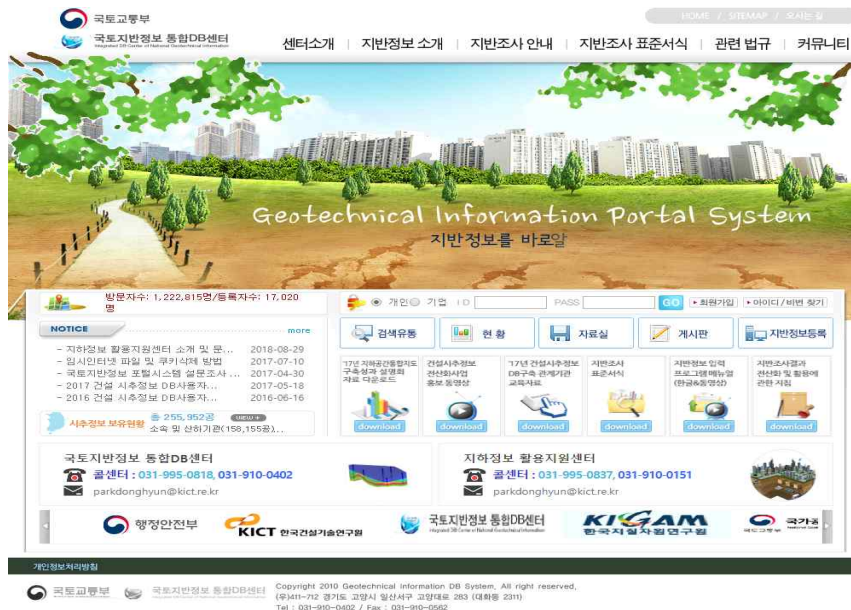 국토교통부
국토지반정보 통합DB센터
Integrated DB Center of National Geotechnical Information
HOME / SITEMAP / 오시는 길
센터소개 | 지반정보 소개 | 지반조사 안내 | 지반조사 표준서식 | 관련 법규 | 커뮤니티
Geotechnical Information Portal System
지반정보를 바로알
방문자수: 1,222,815명/등록자수: 17,020
명
개인 기업 ID PASS GO 회원가입 아이디/비번 찾기
NOTICE more
- 지하정보 활용지원센터 소개 및 문... 2018-08-29
- 임시인터넷 파일 및 쿠키삭제 방법 2017-07-10
- 국토지반정보 포털시스템 설문조사 ... 2017-04-30
- 2017 건설 시추정보 DB사용자... 2017-05-18
- 2016 건설 시추정보 DB사용자... 2016-06-16
시추정보 보유현황 총 255,952공 VIEW +
소속 및 산하기관(158,155공)...
검색유통 현 황 자료실 게시판 지반정보등록
'17년 지하공간통합지도
구축성과 설명회
자료 다운로드
download
건설시추정보
전산화사업
홍보 동영상
download
'17년 건설시추정보
DB구축 관계기관
교육자료
download
지반조사
표준서식
download
지반정보 입력
프로그램메뉴얼
(한글&동영상)
download
지반조사결과
전산화 및 활용에
관한 지침
download
국토지반정보 통합DB센터
콜센터 : 031-995-0818, 031-910-0402
parkdonghyun@kict.re.kr
지하정보 활용지원센터
콜센터 : 031-995-0837, 031-910-0151
parkdonghyun@kict.re.kr
행정안전부
KICT 한국건설기술연구원
국토지반정보 통합DB센터
Integrated DB Center of National Geotechnical Information
KIGAM
한국지질자원연구원
개인정보처리방침
국토교통부
국토지반정보 통합DB센터
Copyright 2010 Geotechnical Information DB System, All right reserved,
(우)411-712 경기도 고양시 일산서구 고양대로 283 (대화동 2311)
Tel : 031-910-0402 / Fax : 031-910-0562